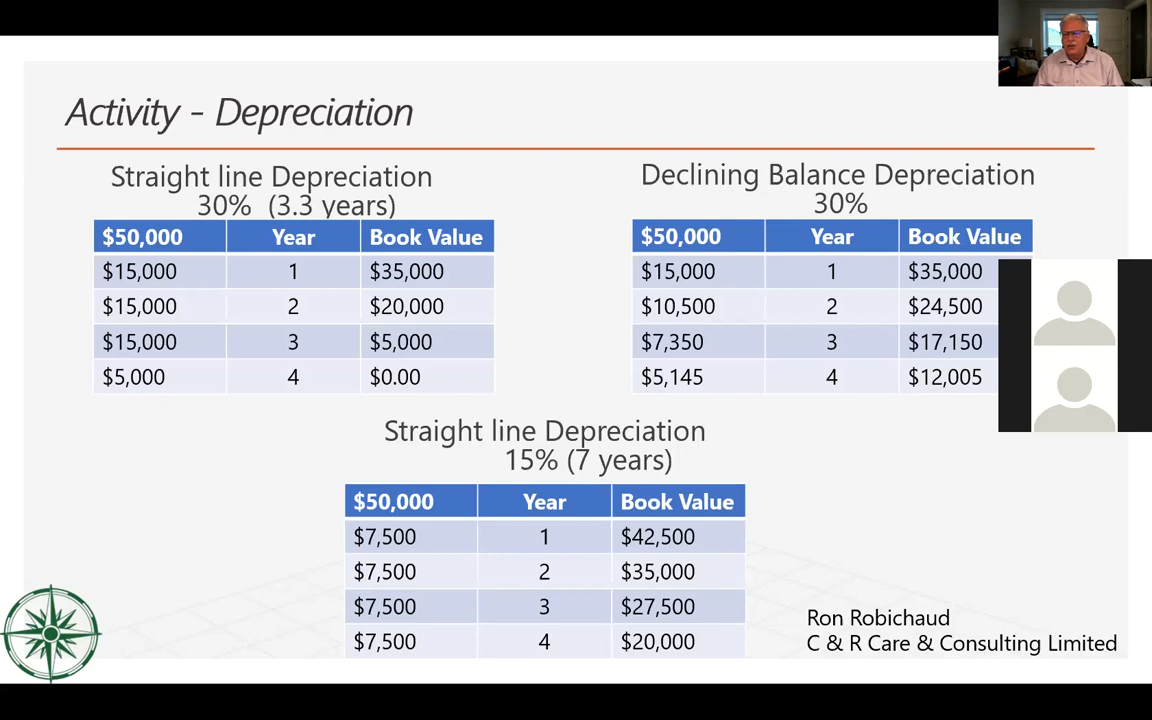 Activity - Depreciation
Straight line Depreciation
30% (3.3 years)
$50,000 Year Book Value
$15,000 1 $35,000
$15,000 2 $20,000
$15,000 3 $5,000
$5,000 4 $0.00
Declining Balance Depreciation
30%
$50,000 Year Book Value
$15,000 1 $35,000
$10,500 2 $24,500
$7,350 3 $17,150
$5,145 4 $12,005
Straight line Depreciation
15% (7 years)
$50,000 Year Book Value
$7,500 1 $42,500
$7,500 2 $35,000
$7,500 3 $27,500
$7,500 4 $20,000
Ron Robichaud
C & R Care & Consulting Limited